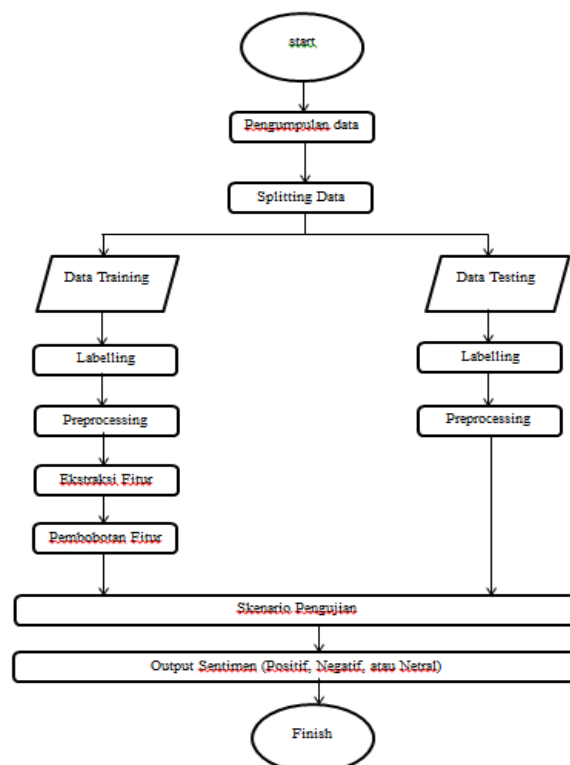 start
Pengumpulan data
Splitting Data
Data Training
Data Testing
Labelling
Labelling
Preprocessing
Preprocessing
Ekstraksi Fitur
Pembobotan Fitur
Skenario Pengujian
Output Sentimen (Positif, Negatif, atau Netral)
Finish